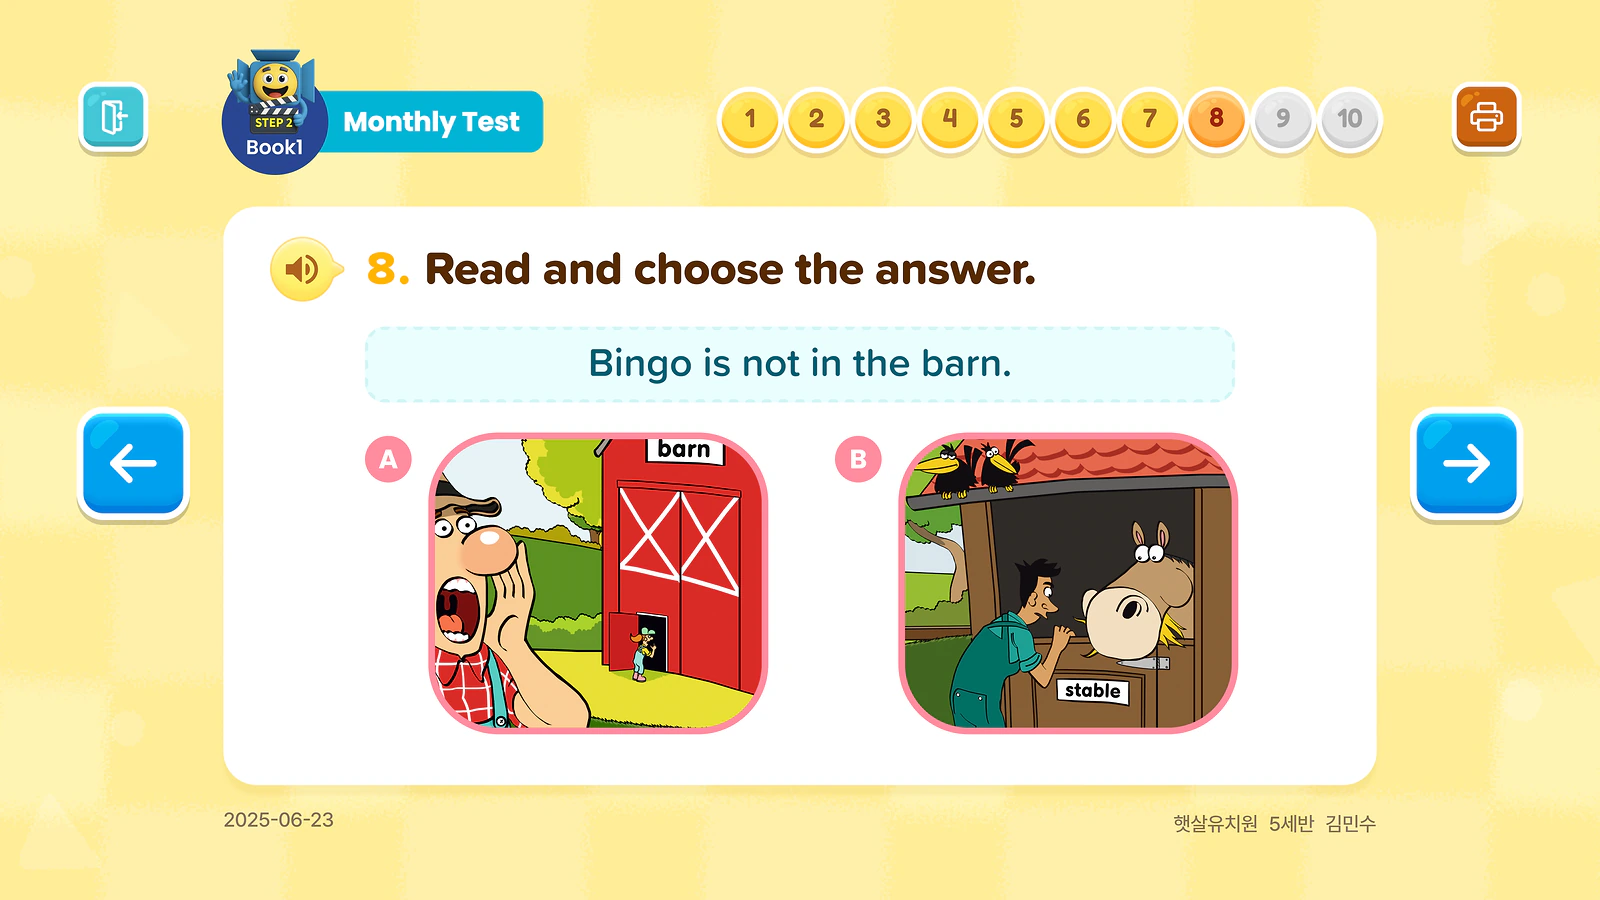 STEP 2
Book1
Monthly Test
1 2 3 4 5 6 7 8 9 10
8. Read and choose the answer.
Bingo is not in the barn.
A
barn
B
stable
2025-06-23
햇살유치원 5세반 김민수